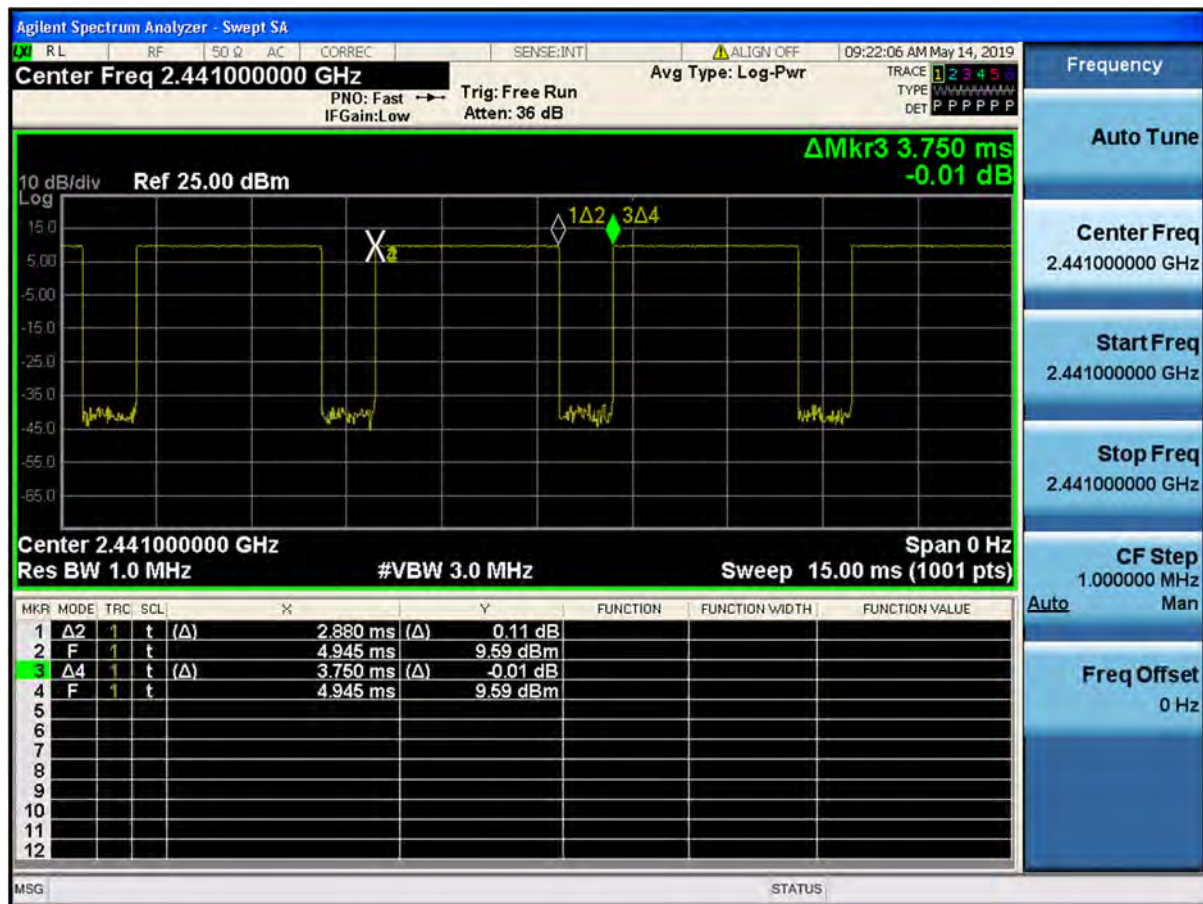 Agilent Spectrum Analyzer - Swept SA
LXI RL RF 50 Ω AC CORREC SENSE:INT ALIGN OFF 09:22:06 AM May 14, 2019
Center Freq 2.441000000 GHz
Avg Type: Log-Pwr
TRACE 1 2 3 4 5 6
PNO: Fast Trig: Free Run
TYPE
IFGain:Low Atten: 36 dB
DET P P P P P P
ΔMkr3 3.750 ms
-0.01 dB
10 dB/div Ref 25.00 dBm
Log
1Δ2 3Δ4
15.0
5.00
-5.00
-15.0
-25.0
-35.0
-45.0
-55.0
-65.0
X
Center 2.441000000 GHz Span 0 Hz
Res BW 1.0 MHz #VBW 3.0 MHz Sweep 15.00 ms (1001 pts)
MKR MODE TRC SCL X Y FUNCTION FUNCTION WIDTH FUNCTION VALUE
1 Δ2 1 t (Δ) 2.880 ms (Δ) 0.11 dB
2 F 1 t 4.945 ms 9.59 dBm
3 Δ4 1 t (Δ) 3.750 ms (Δ) -0.01 dB
4 F 1 t 4.945 ms 9.59 dBm
5
6
7
8
9
10
11
12
MSG STATUS
Frequency
Auto Tune
Center Freq
2.441000000 GHz
Start Freq
2.441000000 GHz
Stop Freq
2.441000000 GHz
CF Step
1.000000 MHz
Auto Man
Freq Offset
0 Hz